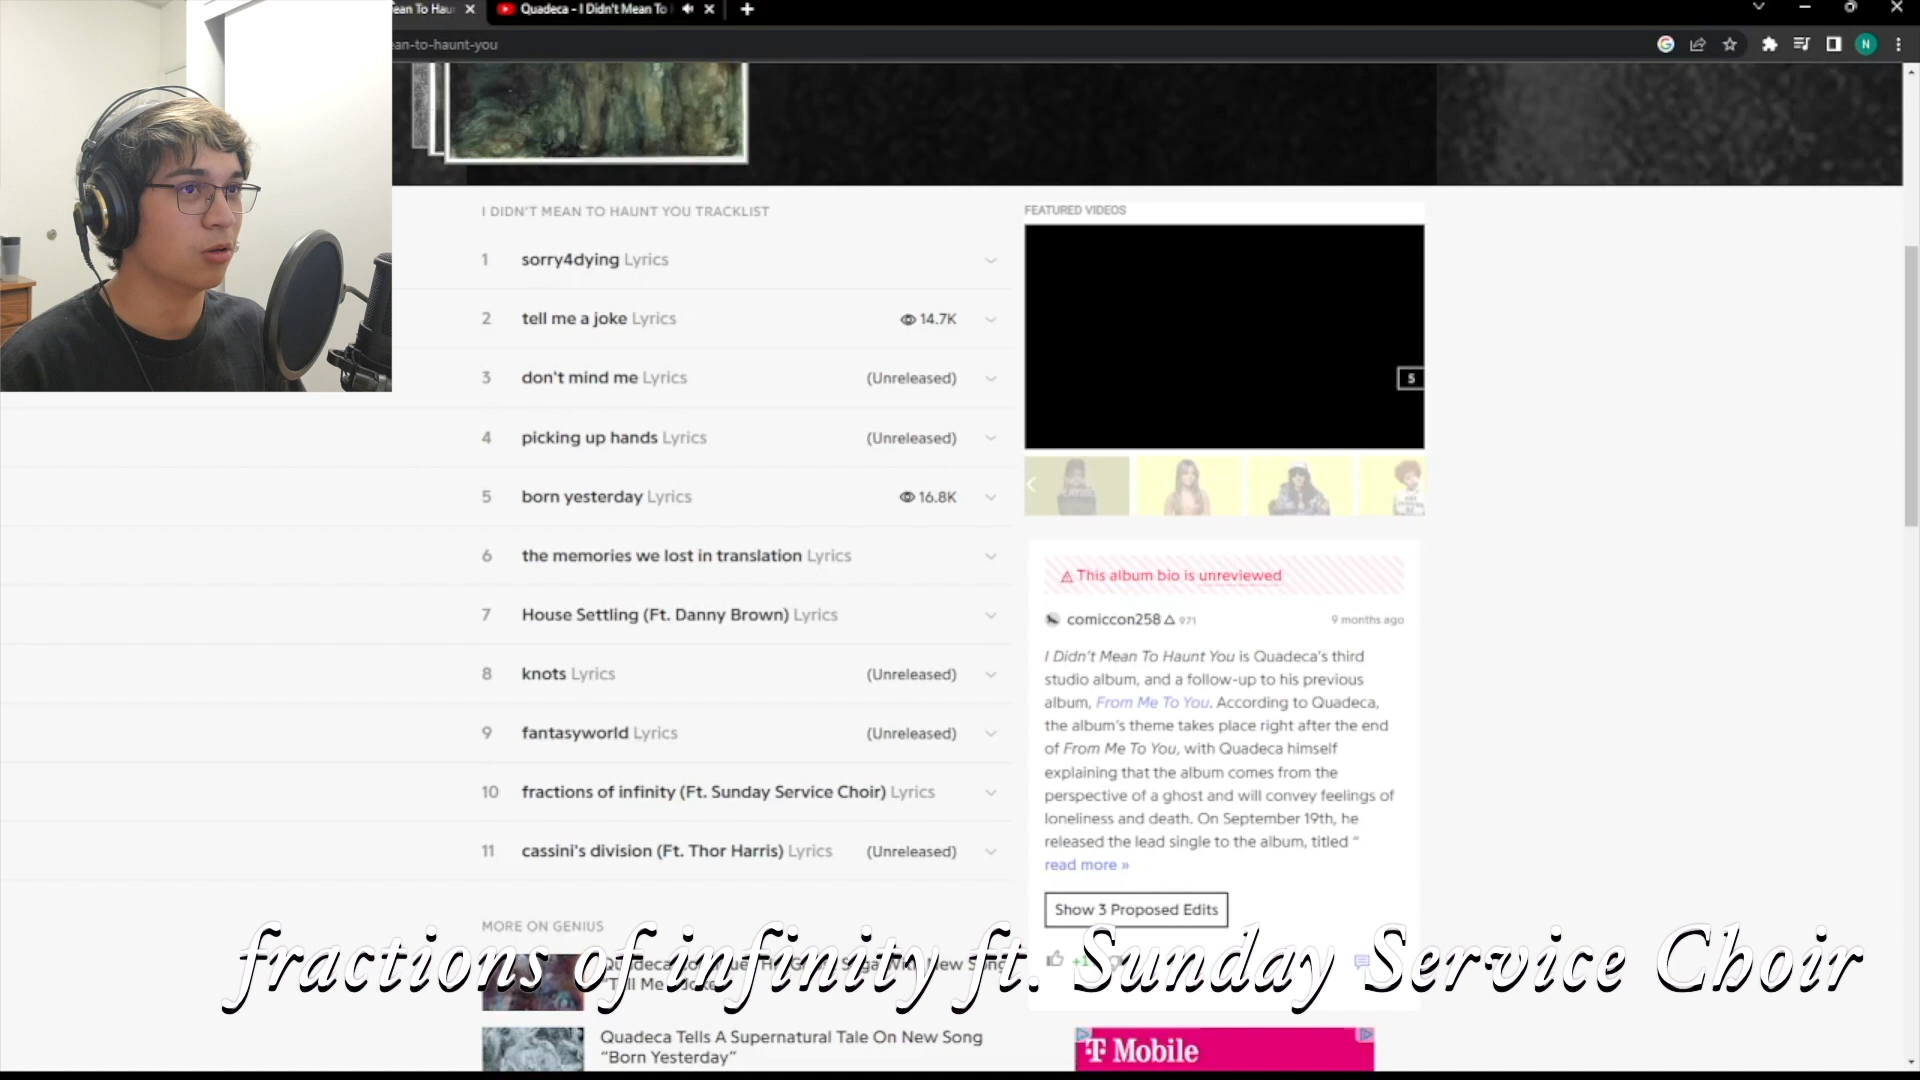 ean To Hau
Quadeca - I Didn't Mean To
an-to-haunt-you
N
I DIDN'T MEAN TO HAUNT YOU TRACKLIST
1 sorry4dying Lyrics
2 tell me a joke Lyrics 14.7K
3 don't mind me Lyrics (Unreleased)
4 picking up hands Lyrics (Unreleased)
5 born yesterday Lyrics 16.8K
6 the memories we lost in translation Lyrics
7 House Settling (Ft. Danny Brown) Lyrics
8 knots Lyrics (Unreleased)
9 fantasyworld Lyrics (Unreleased)
10 fractions of infinity (Ft. Sunday Service Choir) Lyrics
11 cassini's division (Ft. Thor Harris) Lyrics (Unreleased)
FEATURED VIDEOS
5
This album bio is unreviewed
comiccon258 971 9 months ago
I Didn't Mean To Haunt You is Quadeca's third
studio album, and a follow-up to his previous
album, From Me To You. According to Quadeca,
the album's theme takes place right after the end
of From Me To You, with Quadeca himself
explaining that the album comes from the
perspective of a ghost and will convey feelings of
loneliness and death. On September 19th, he
released the lead single to the album, titled "
read more »
Show 3 Proposed Edits
+1
MORE ON GENIUS
fractions of infinity ft. Sunday Service Choir
Quadeca Tells A Supernatural Tale On New Song
"Born Yesterday"
T Mobile